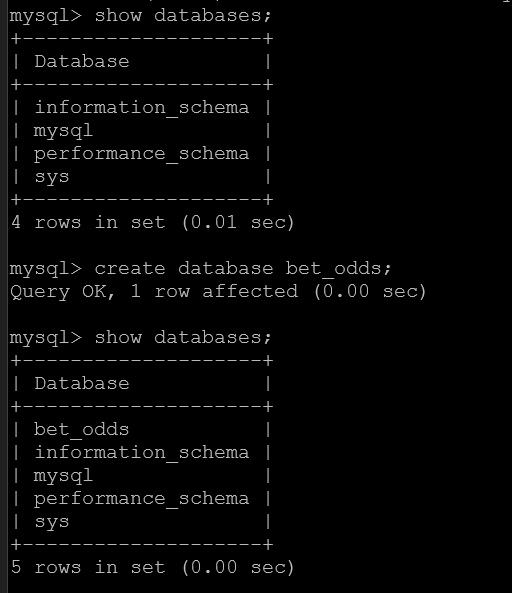 mysql> show databases;
+--------------------+
| Database           |
+--------------------+
| information_schema |
| mysql              |
| performance_schema |
| sys                |
+--------------------+
4 rows in set (0.01 sec)
mysql> create database bet_odds;
Query OK, 1 row affected (0.00 sec)
mysql> show databases;
+--------------------+
| Database           |
+--------------------+
| bet_odds           |
| information_schema |
| mysql              |
| performance_schema |
| sys                |
+--------------------+
5 rows in set (0.00 sec)